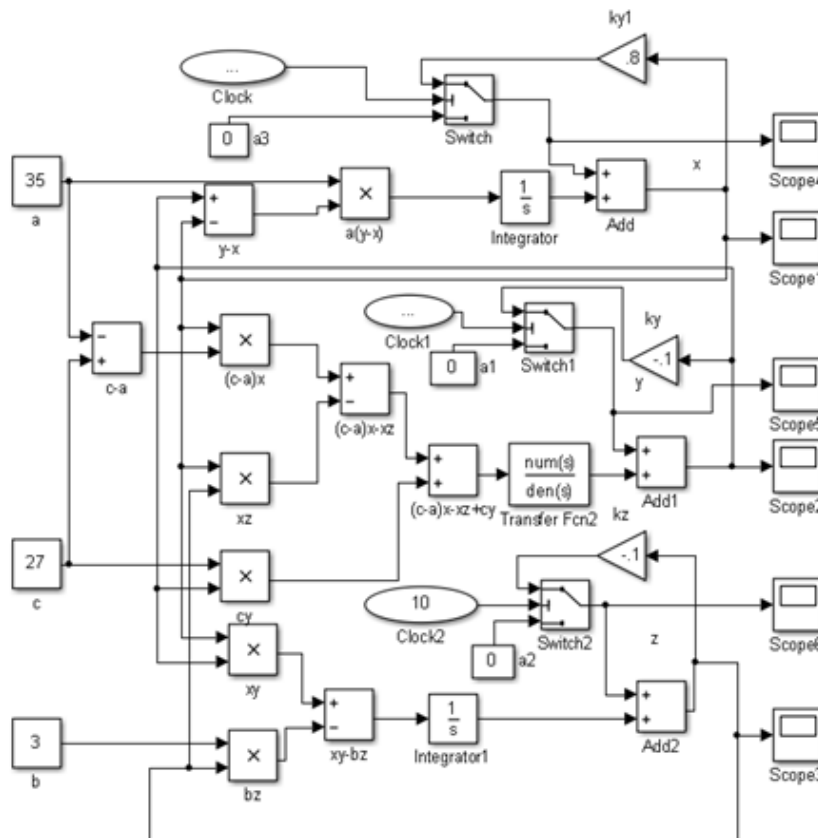 ky1
...
.8
Clock
0
a3
Switch
x
Scope4
35
a
+
-
y-x
×
a(y-x)
1
s
Integrator
+
+
Add
Scope1
-
+
c-a
×
(c-a)x
+
-
(c-a)x-xz
...
Clock1
0
a1
Switch1
ky
-.1
y
Scope5
×
xz
+
+
(c-a)x-xz+cy
num(s)
den(s)
Transfer Fcn2
+
+
Add1
Scope2
27
c
×
cy
kz
-.1
10
Clock2
0
a2
Switch2
Scope6
×
xy
z
3
b
×
bz
+
-
xy-bz
1
s
Integrator1
+
+
Add2
Scope3